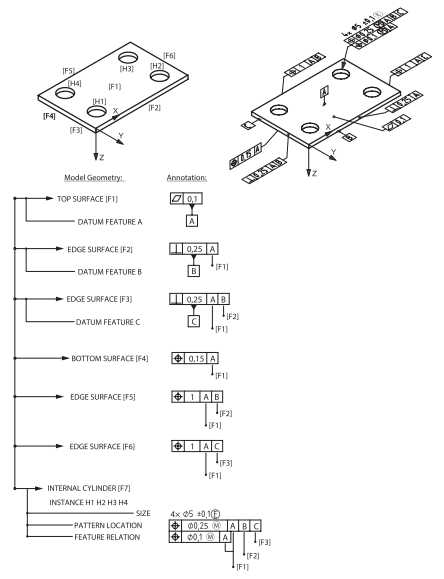 [F6]
[H3]
[F5]
[H2]
[H4]
[F1]
[H1]
X
[F2]
[F4]
[F3]
Y
Z
4× Ø5 ±0,1 Ⓔ
A
X
Y
Z
Model Geometry: Annotation:
TOP SURFACE [F1] 0,1
DATUM FEATURE A A
EDGE SURFACE [F2] 0,25 A
DATUM FEATURE B B [F1]
EDGE SURFACE [F3] 0,25 A B
[F2]
DATUM FEATURE C C
[F1]
BOTTOM SURFACE [F4] 0,15 A
[F1]
EDGE SURFACE [F5] 1 A B
[F2]
[F1]
EDGE SURFACE [F6] 1 A C
[F3]
[F1]
INTERNAL CYLINDER [F7]
INSTANCE H1 H2 H3 H4
SIZE 4× Ø5 ±0,1 Ⓔ
PATTERN LOCATION Ø0,25 Ⓜ A B C
FEATURE RELATION Ø0,1 Ⓜ A
[F3]
[F2]
[F1]